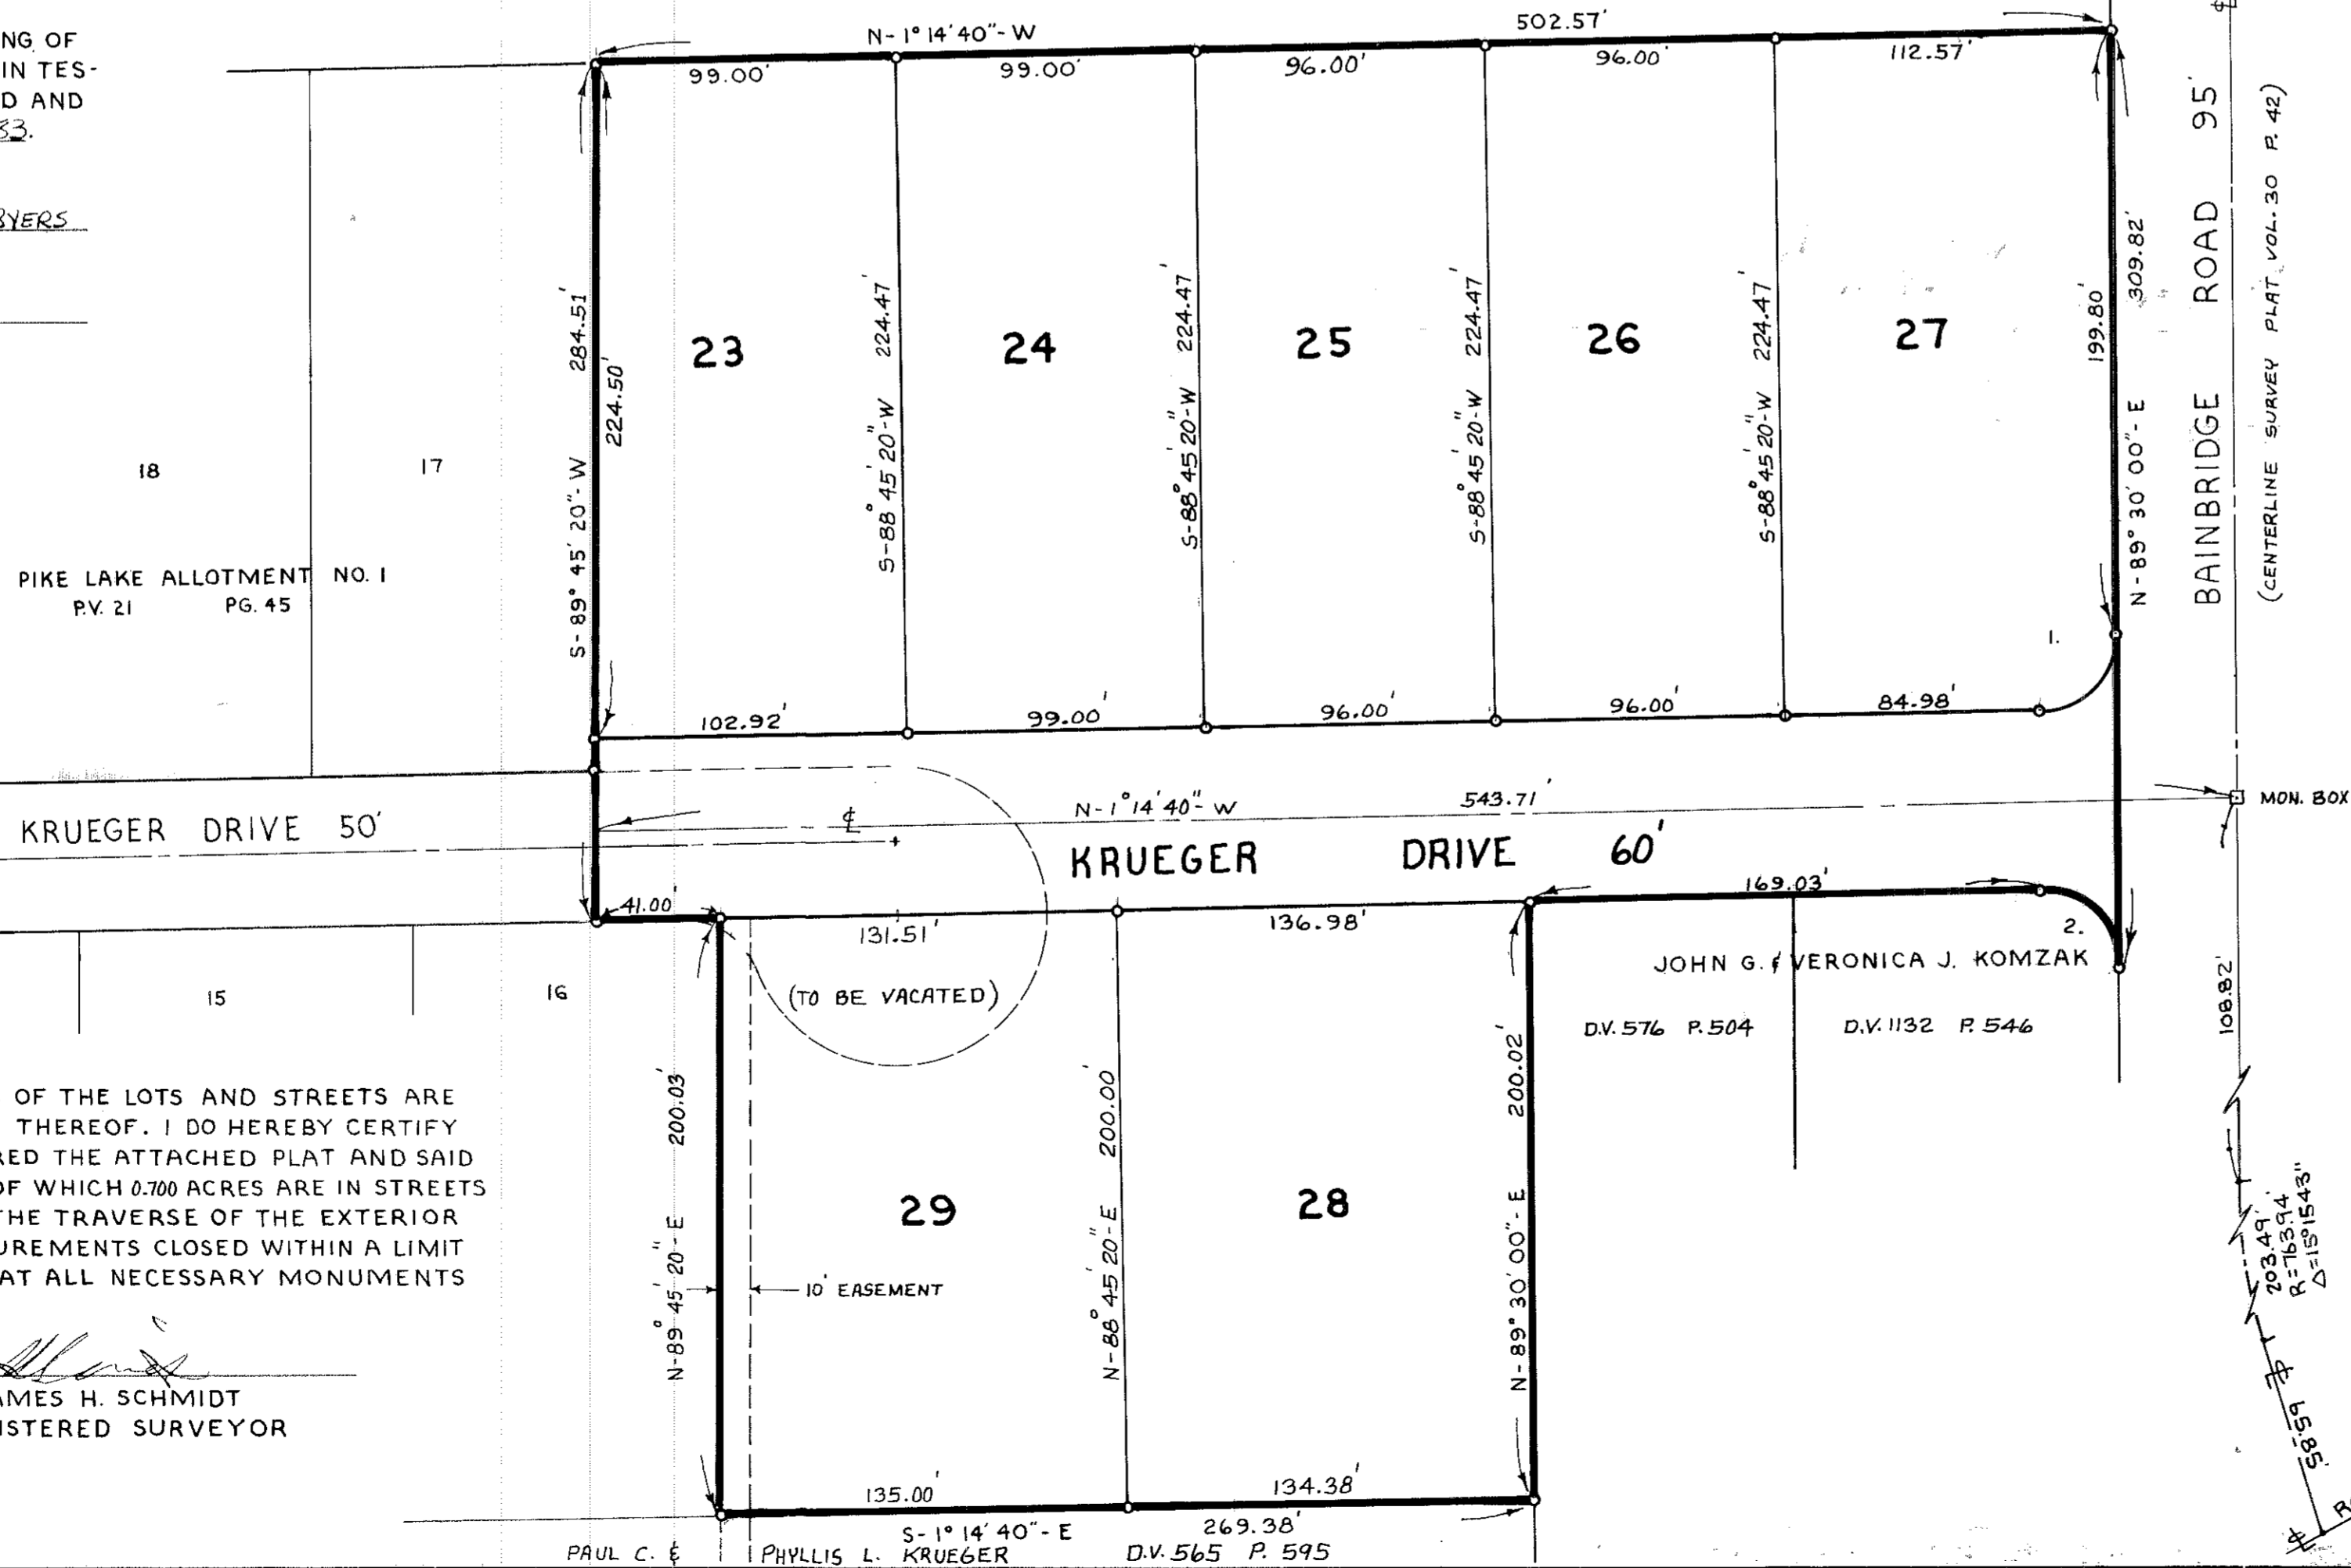 NG OF
IN TES-
D AND
83.
BYERS
N-1°14'40"-W
502.57'
99.00'
99.00'
96.00'
96.00'
112.57'
S-89°45'20"-W 284.51'
224.50'
23
S-88°45'20"-W 224.47'
24
S-88°45'20"-W 224.47'
25
S-88°45'20"-W 224.47'
26
S-88°45'20"-W 224.47'
27
199.80'
N-89°30'00"-E 309.82'
BAINBRIDGE ROAD 95'
(CENTERLINE SURVEY PLAT VOL. 30 P. 42)
18
17
PIKE LAKE ALLOTMENT NO. 1
P.V. 21 PG. 45
1.
102.92'
99.00'
96.00'
96.00'
84.98'
KRUEGER DRIVE 50'
℄
N-1°14'40"-W
543.71'
MON. BOX
KRUEGER DRIVE 60'
41.00'
131.51'
136.98'
169.03'
2.
(TO BE VACATED)
JOHN G. & VERONICA J. KOMZAK
D.V. 576 P. 504
D.V. 1132 P. 546
108.82'
15
16
OF THE LOTS AND STREETS ARE
THEREOF. I DO HEREBY CERTIFY
RED THE ATTACHED PLAT AND SAID
OF WHICH 0.700 ACRES ARE IN STREETS
THE TRAVERSE OF THE EXTERIOR
UREMENTS CLOSED WITHIN A LIMIT
AT ALL NECESSARY MONUMENTS
AMES H. SCHMIDT
ISTERED SURVEYOR
N-89°45'20"-E 200.03'
29
10' EASEMENT
N-88°45'20"-E 200.00'
28
N-89°30'00"-E 200.02'
203.49'
R=763.94'
Δ=15°15'43"
58.59
℄
135.00'
134.38'
S-1°14'40"-E
269.38'
PAUL C. & PHYLLIS L. KRUEGER D.V. 565 P. 595